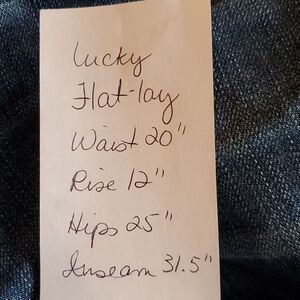 Lucky
Flat-lay
Waist 20"
Rise 12"
Hips 25"
Inseam 31.5"